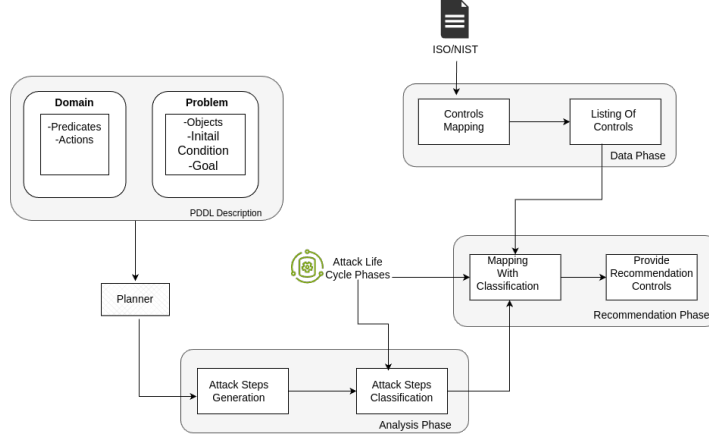 ISO/NIST
Domain
-Predicates
-Actions
Problem
-Objects
-Initail
Condition
-Goal
PDDL Description
Controls
Mapping
Listing Of
Controls
Data Phase
Planner
Attack Life
Cycle Phases
Mapping
With
Classification
Provide
Recommendation
Controls
Recommendation Phase
Attack Steps
Generation
Attack Steps
Classification
Analysis Phase